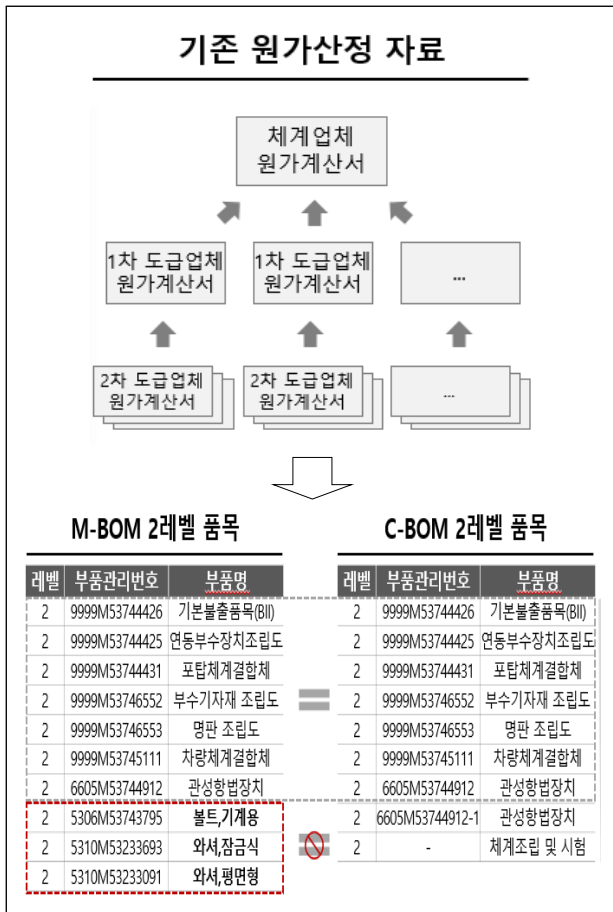 기존 원가산정 자료
체계업체
원가계산서
1차 도급업체
원가계산서
1차 도급업체
원가계산서
...
2차 도급업체
원가계산서
2차 도급업체
원가계산서
...
M-BOM 2레벨 품목
레벨 부품관리번호 부품명
2 9999M53744426 기본불출품목(BII)
2 9999M53744425 연동부수장치조립도
2 9999M53744431 포탑체계결합체
2 9999M53746552 부수기자재 조립도
2 9999M53746553 명판 조립도
2 9999M53745111 차량체계결합체
2 6605M53744912 관성항법장치
2 5306M53743795 볼트,기계용
2 5310M53233693 와셔,잠금식
2 5310M53233091 와셔,평면형
C-BOM 2레벨 품목
레벨 부품관리번호 부품명
2 9999M53744426 기본불출품목(BII)
2 9999M53744425 연동부수장치조립도
2 9999M53744431 포탑체계결합체
2 9999M53746552 부수기자재 조립도
2 9999M53746553 명판 조립도
2 9999M53745111 차량체계결합체
2 6605M53744912 관성항법장치
2 6605M53744912-1 관성항법장치
2 - 체계조립 및 시험